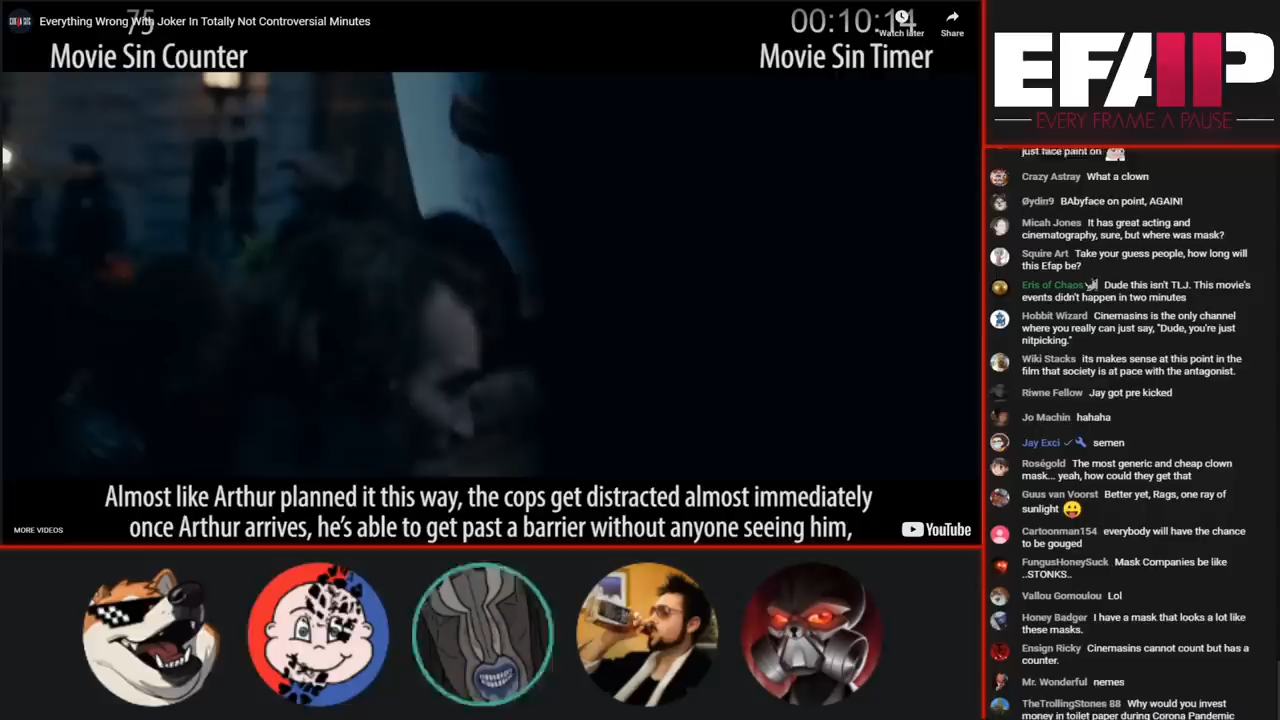 Everything Wrong With Joker In Totally Not Controversial Minutes
75
Movie Sin Counter
00:10:14
Watch later
Share
Movie Sin Timer
Almost like Arthur planned it this way, the cops get distracted almost immediately
once Arthur arrives, he's able to get past a barrier without anyone seeing him,
MORE VIDEOS
YouTube
EFAP
EVERY FRAME A PAUSE
just face paint on
Crazy Astray What a clown
Øydin9 BAbyface on point, AGAIN!
Micah Jones It has great acting and
cinematography, sure, but where was mask?
Squire Art Take your guess people, how long will
this Efap be?
Eris of Chaos Dude this isn't TLJ. This movie's
events didn't happen in two minutes
Hobbit Wizard Cinemasins is the only channel
where you really can just say, "Dude, you're just
nitpicking."
Wiki Stacks its makes sense at this point in the
film that society is at pace with the antagonist.
Riwne Fellow Jay got pre kicked
Jo Machin hahaha
Jay Exci semen
Roségold The most generic and cheap clown
mask... yeah, how could they get that
Guus van Voorst Better yet, Rags, one ray of
sunlight
Cartoonman154 everybody will have the chance
to be gouged
FungusHoneySuck Mask Companies be like
..STONKS..
Vallou Gomoulou Lol
Honey Badger I have a mask that looks a lot like
these masks.
Ensign Ricky Cinemasins cannot count but has a
counter.
Mr. Wonderful nemes
TheTrollingStones 88 Why would you invest
money in toilet paper during Corona Pandemic